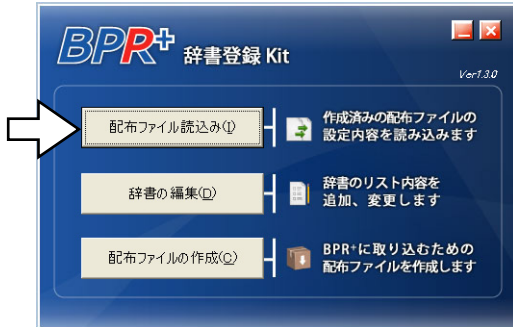 BPR+ 辞書登録 Kit
Ver1.3.0
配布ファイル読込み(I)
作成済みの配布ファイルの
設定内容を読み込みます
辞書の編集(D)
辞書のリスト内容を
追加、変更します
配布ファイルの作成(C)
BPR+に取り込むための
配布ファイルを作成します